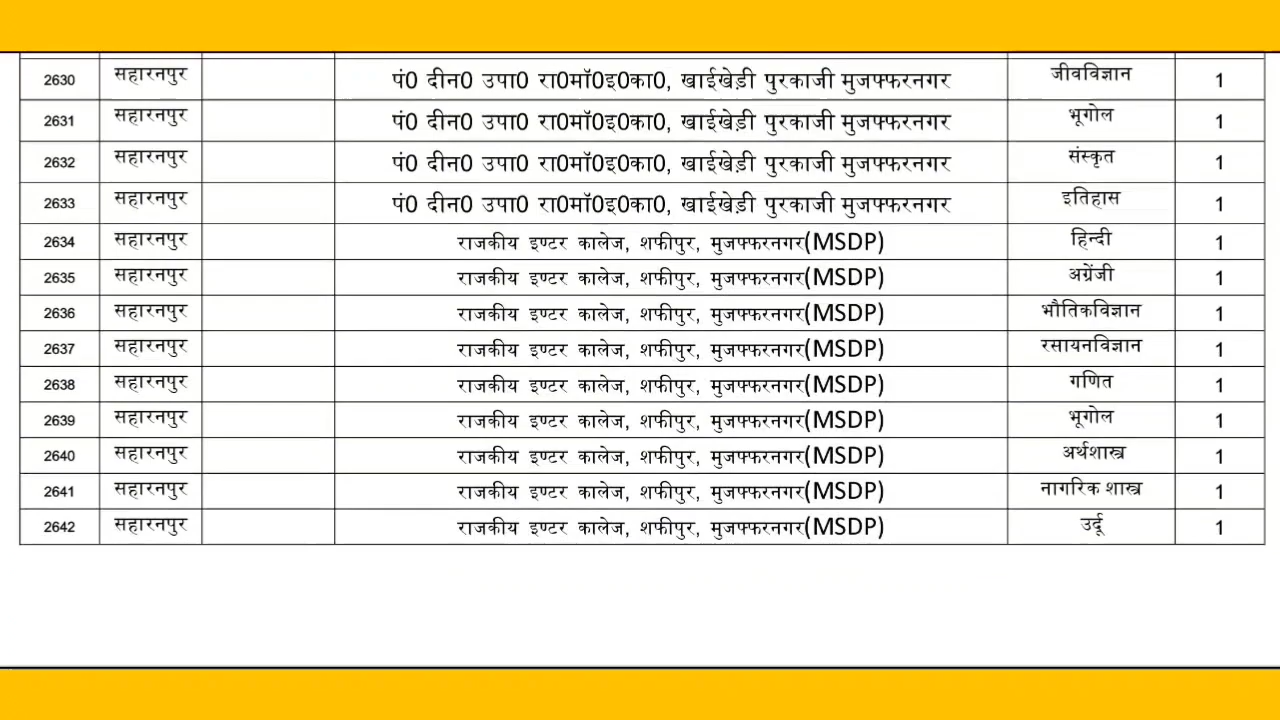 2630 सहारनपुर पं0 दीन0 उपा0 रा0मॉ0इ0का0, खाईखेड़ी पुरकाजी मुजफ्फरनगर जीवविज्ञान 1
2631 सहारनपुर पं0 दीन0 उपा0 रा0मॉ0इ0का0, खाईखेड़ी पुरकाजी मुजफ्फरनगर भूगोल 1
2632 सहारनपुर पं0 दीन0 उपा0 रा0मॉ0इ0का0, खाईखेड़ी पुरकाजी मुजफ्फरनगर संस्कृत 1
2633 सहारनपुर पं0 दीन0 उपा0 रा0मॉ0इ0का0, खाईखेड़ी पुरकाजी मुजफ्फरनगर इतिहास 1
2634 सहारनपुर राजकीय इण्टर कालेज, शफीपुर, मुजफ्फरनगर(MSDP) हिन्दी 1
2635 सहारनपुर राजकीय इण्टर कालेज, शफीपुर, मुजफ्फरनगर(MSDP) अग्रेंजी 1
2636 सहारनपुर राजकीय इण्टर कालेज, शफीपुर, मुजफ्फरनगर(MSDP) भौतिकविज्ञान 1
2637 सहारनपुर राजकीय इण्टर कालेज, शफीपुर, मुजफ्फरनगर(MSDP) रसायनविज्ञान 1
2638 सहारनपुर राजकीय इण्टर कालेज, शफीपुर, मुजफ्फरनगर(MSDP) गणित 1
2639 सहारनपुर राजकीय इण्टर कालेज, शफीपुर, मुजफ्फरनगर(MSDP) भूगोल 1
2640 सहारनपुर राजकीय इण्टर कालेज, शफीपुर, मुजफ्फरनगर(MSDP) अर्थशास्त्र 1
2641 सहारनपुर राजकीय इण्टर कालेज, शफीपुर, मुजफ्फरनगर(MSDP) नागरिक शास्त्र 1
2642 सहारनपुर राजकीय इण्टर कालेज, शफीपुर, मुजफ्फरनगर(MSDP) उर्दू 1